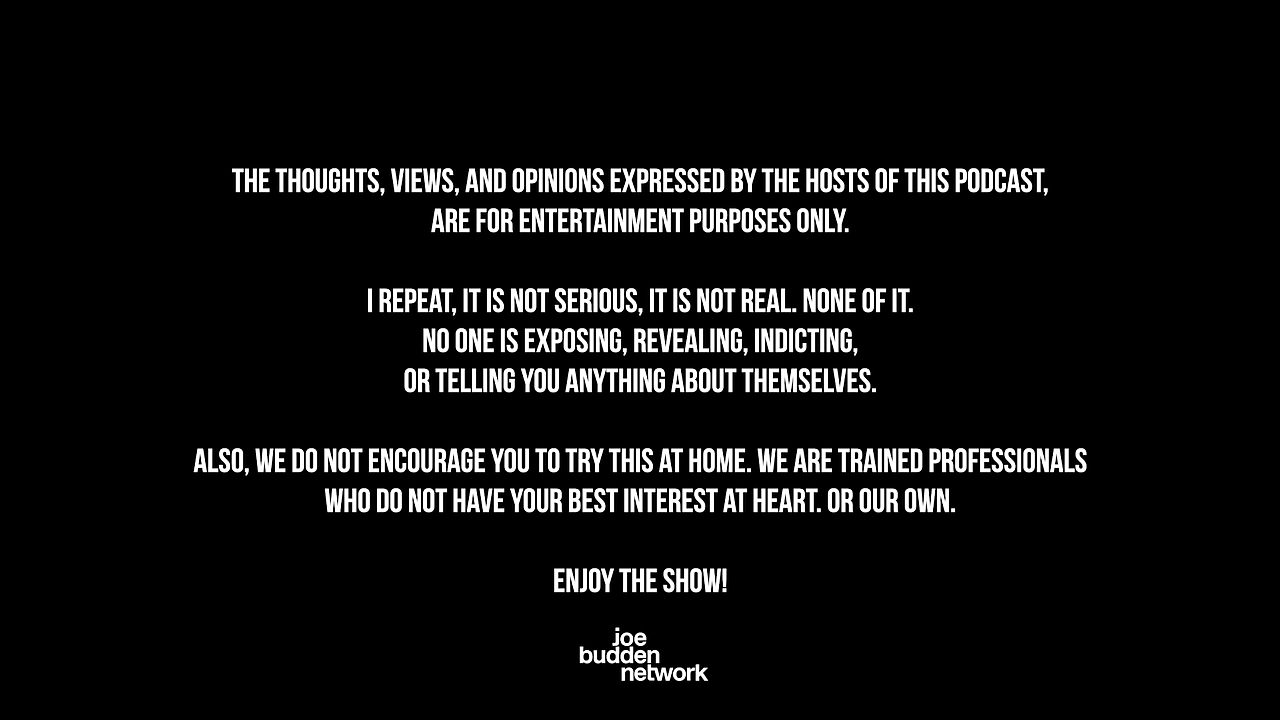 THE THOUGHTS, VIEWS, AND OPINIONS EXPRESSED BY THE HOSTS OF THIS PODCAST,
ARE FOR ENTERTAINMENT PURPOSES ONLY.
I REPEAT, IT IS NOT SERIOUS, IT IS NOT REAL. NONE OF IT.
NO ONE IS EXPOSING, REVEALING, INDICTING,
OR TELLING YOU ANYTHING ABOUT THEMSELVES.
ALSO, WE DO NOT ENCOURAGE YOU TO TRY THIS AT HOME. WE ARE TRAINED PROFESSIONALS
WHO DO NOT HAVE YOUR BEST INTEREST AT HEART. OR OUR OWN.
ENJOY THE SHOW!
joe
budden
network